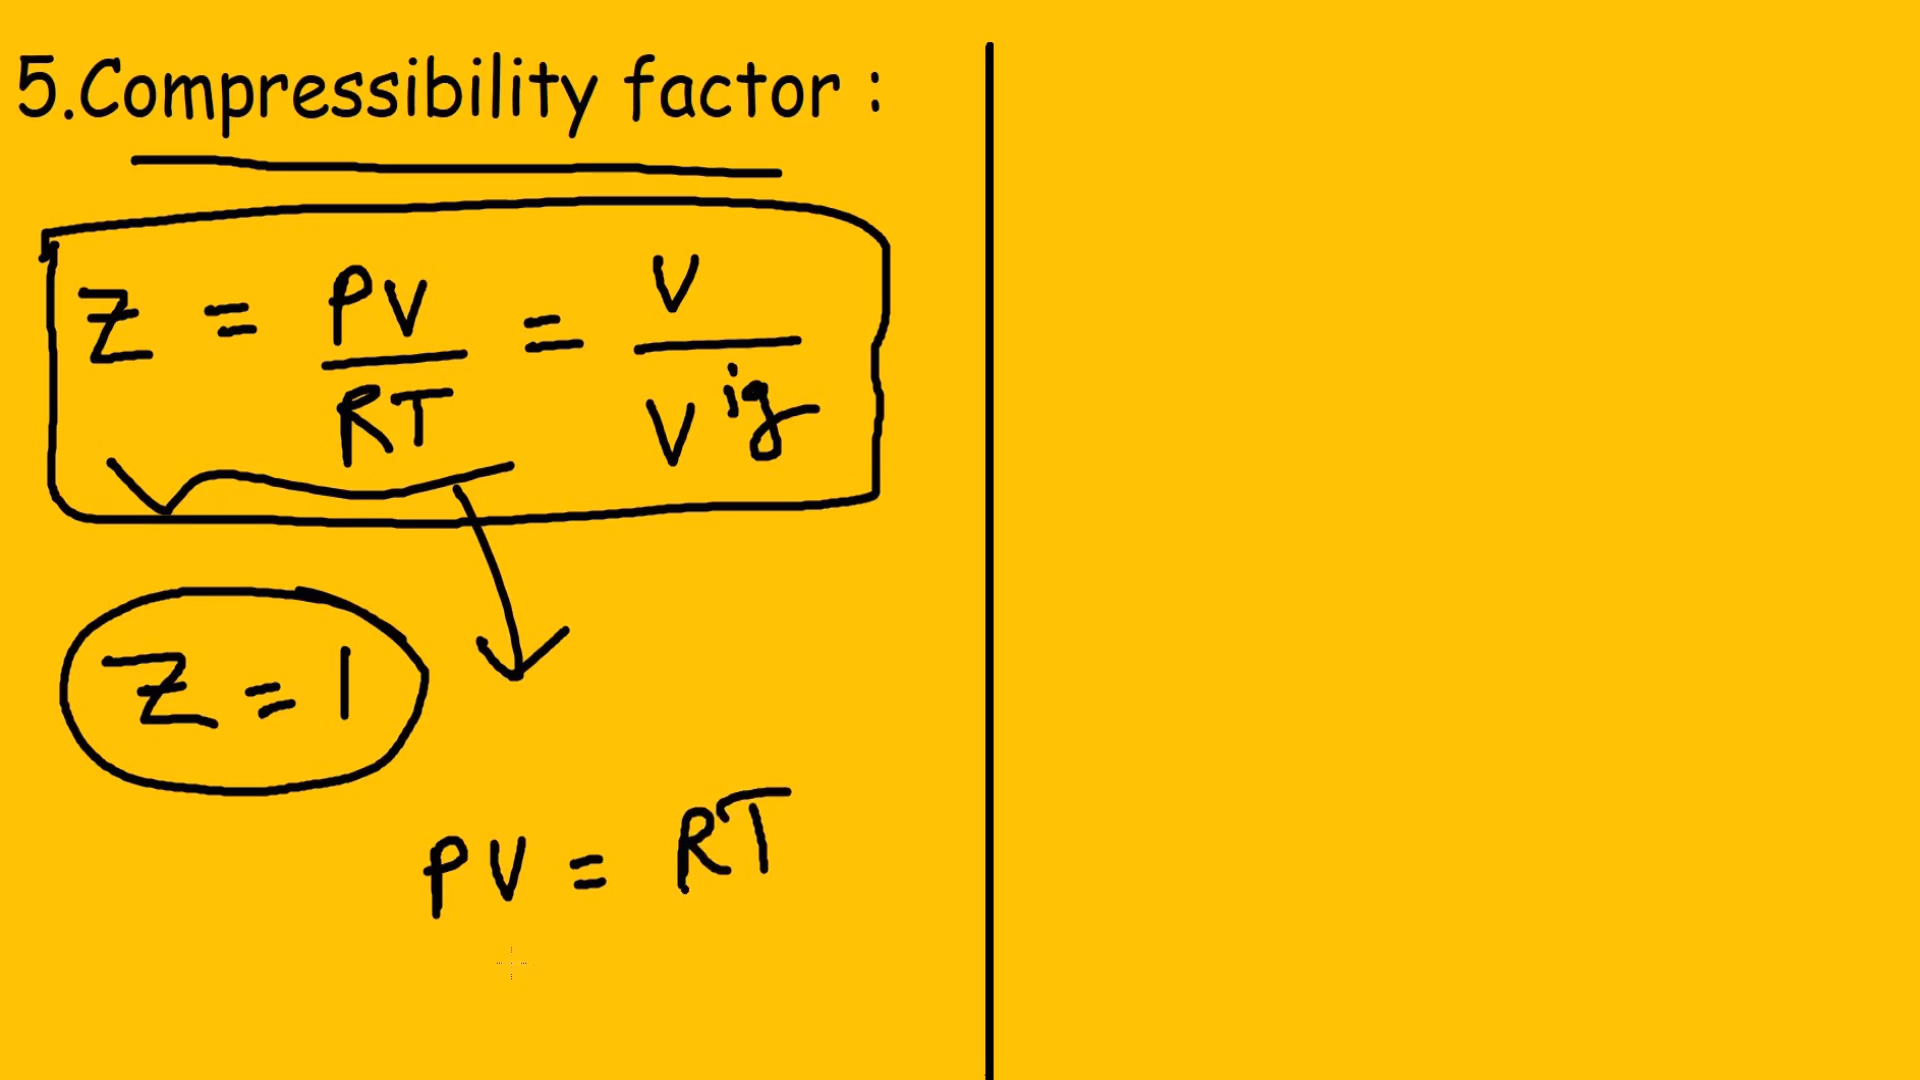 5.Compressibility factor :
Z = PV/RT = V/V^ig
Z = 1
PV = RT